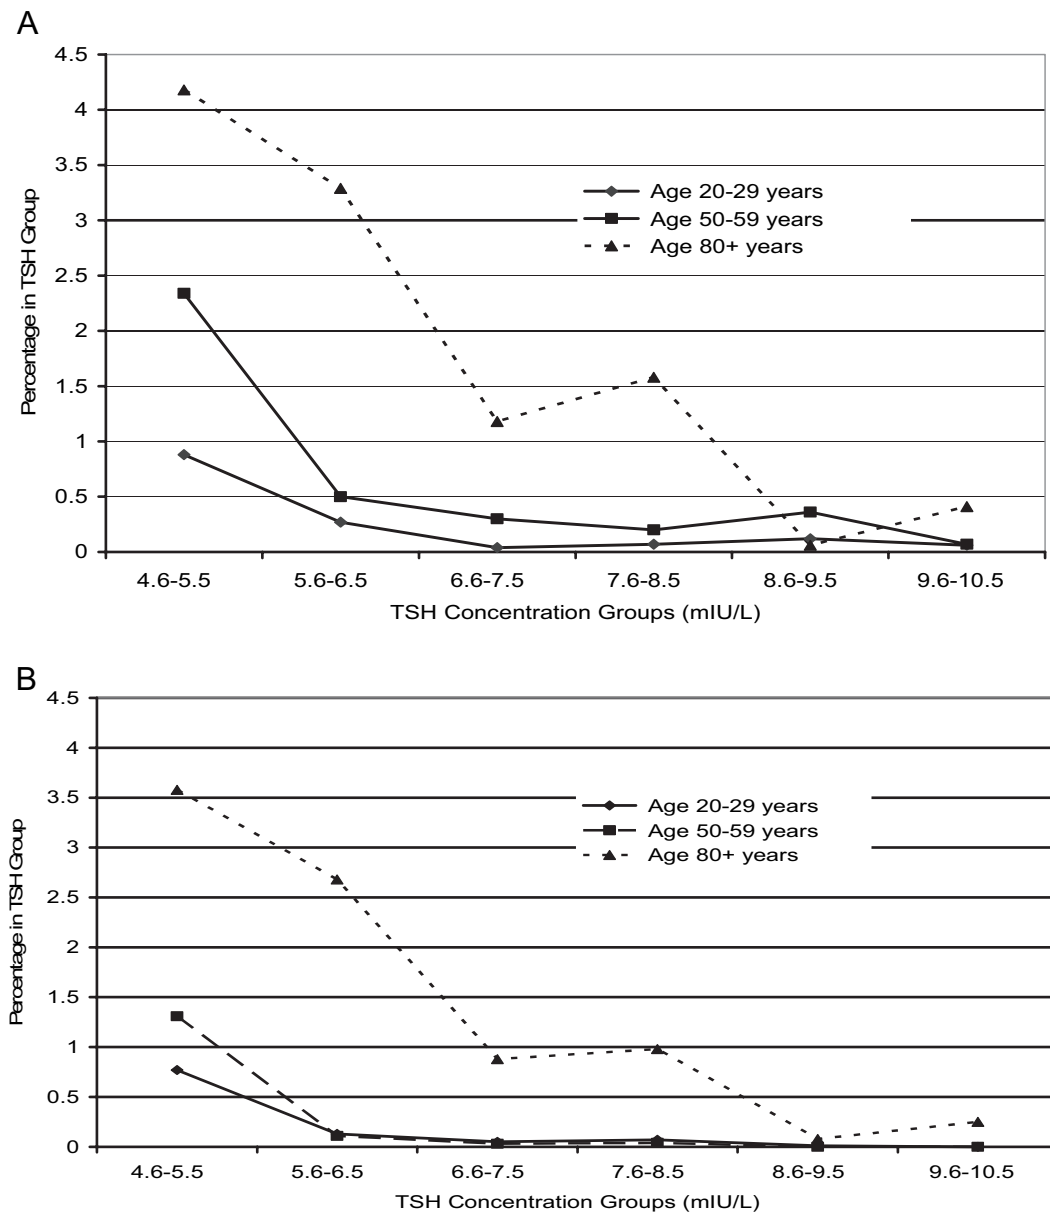 A
4.5
4
3.5
3
2.5
2
1.5
1
0.5
0
Percentage in TSH Group
Age 20-29 years
Age 50-59 years
Age 80+ years
4.6-5.5 5.6-6.5 6.6-7.5 7.6-8.5 8.6-9.5 9.6-10.5
TSH Concentration Groups (mIU/L)
B
4.5
4
3.5
3
2.5
2
1.5
1
0.5
0
Percentage in TSH Group
Age 20-29 years
Age 50-59 years
Age 80+ years
4.6-5.5 5.6-6.5 6.6-7.5 7.6-8.5 8.6-9.5 9.6-10.5
TSH Concentration Groups (mIU/L)